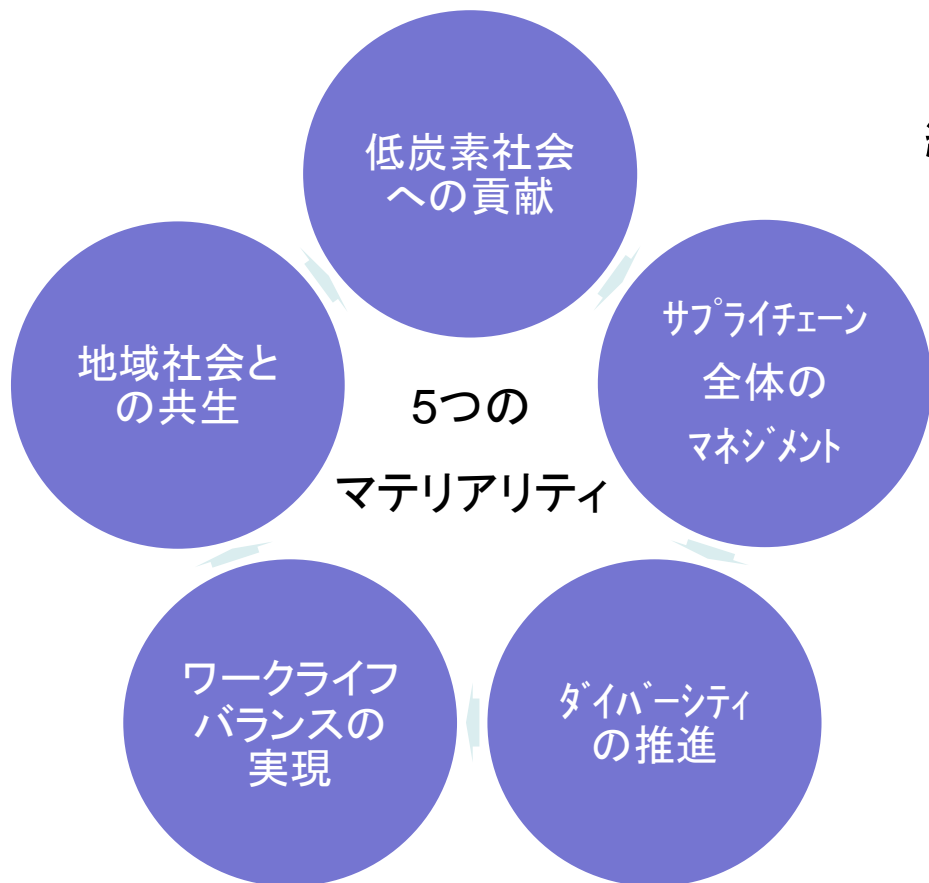 低炭素社会
への貢献
サプライチェーン
全体の
マネジメント
ダイバーシティ
の推進
ワークライフ
バランスの
実現
地域社会と
の共生
5つの
マテリアリティ